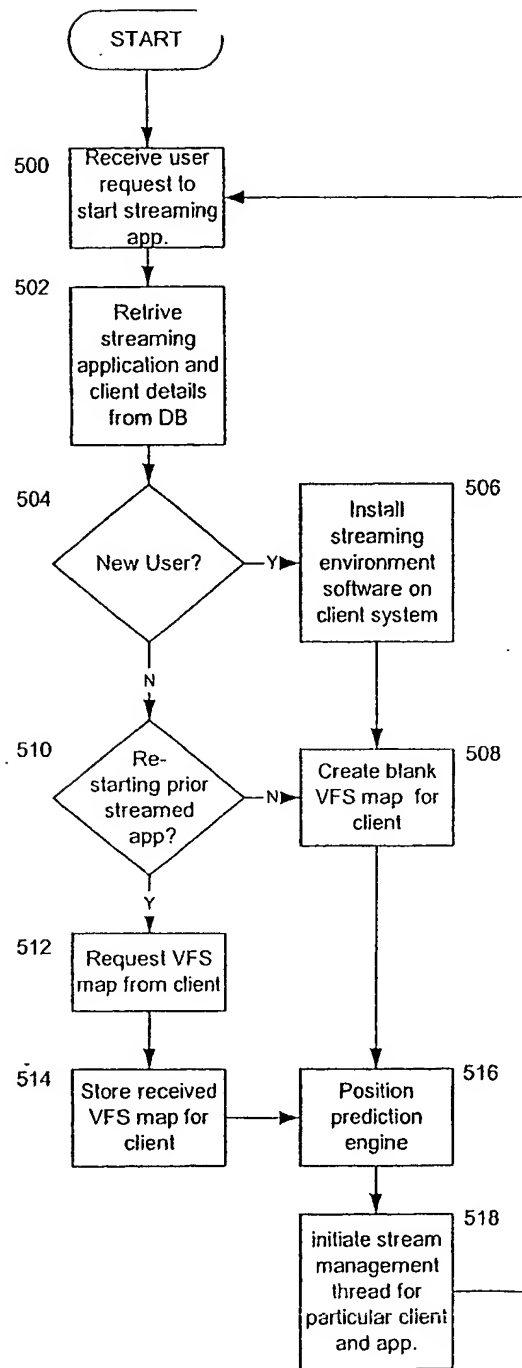 START
500
Receive user
request to
start streaming
app.
502
Retrive
streaming
application and
client details
from DB
504
New User?
Y
506
Install
streaming
environment
software on
client system
N
510
Re-
starting prior
streamed
app?
N
508
Create blank
VFS map for
client
Y
512
Request VFS
map from client
514
Store received
VFS map for
client
516
Position
prediction
engine
518
initiate stream
management
thread for
particular client
and app.